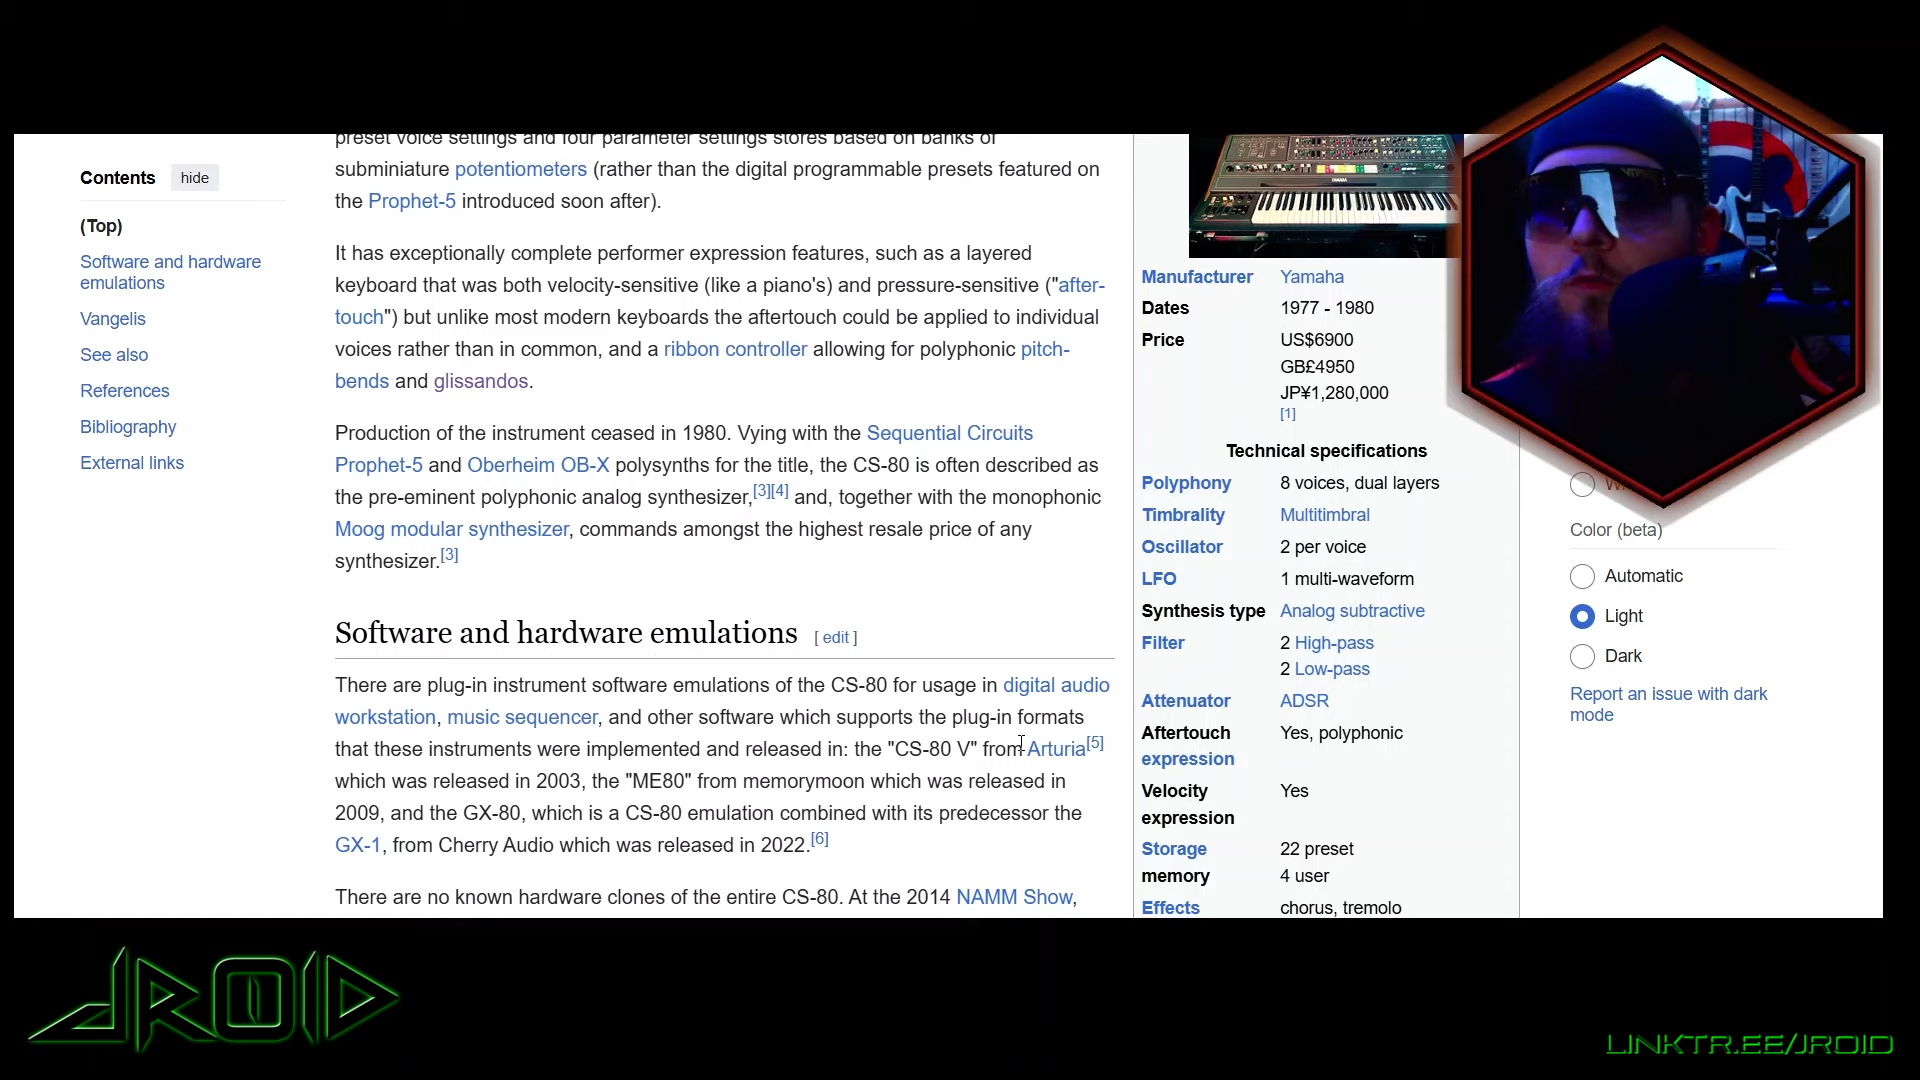 Contents hide
(Top)
Software and hardware
emulations
Vangelis
See also
References
Bibliography
External links
preset voice settings and four parameter settings stores based on banks of
subminiature potentiometers (rather than the digital programmable presets featured on
the Prophet-5 introduced soon after).
It has exceptionally complete performer expression features, such as a layered
keyboard that was both velocity-sensitive (like a piano's) and pressure-sensitive ("after-
touch") but unlike most modern keyboards the aftertouch could be applied to individual
voices rather than in common, and a ribbon controller allowing for polyphonic pitch-
bends and glissandos.
Production of the instrument ceased in 1980. Vying with the Sequential Circuits
Prophet-5 and Oberheim OB-X polysynths for the title, the CS-80 is often described as
the pre-eminent polyphonic analog synthesizer,[3][4] and, together with the monophonic
Moog modular synthesizer, commands amongst the highest resale price of any
synthesizer.[3]
Software and hardware emulations [ edit ]
There are plug-in instrument software emulations of the CS-80 for usage in digital audio
workstation, music sequencer, and other software which supports the plug-in formats
that these instruments were implemented and released in: the "CS-80 V" from Arturia[5]
which was released in 2003, the "ME80" from memorymoon which was released in
2009, and the GX-80, which is a CS-80 emulation combined with its predecessor the
GX-1, from Cherry Audio which was released in 2022.[6]
There are no known hardware clones of the entire CS-80. At the 2014 NAMM Show,
YAMAHA
Manufacturer Yamaha
Dates 1977 - 1980
Price US$6900
GB£4950
JP¥1,280,000
[1]
Technical specifications
Polyphony 8 voices, dual layers
Timbrality Multitimbral
Oscillator 2 per voice
LFO 1 multi-waveform
Synthesis type Analog subtractive
Filter 2 High-pass
2 Low-pass
Attenuator ADSR
Aftertouch Yes, polyphonic
expression
Velocity Yes
expression
Storage 22 preset
memory 4 user
Effects chorus, tremolo
Color (beta)
Automatic
Light
Dark
Report an issue with dark
mode
JROID
LINKTR.EE/JROID